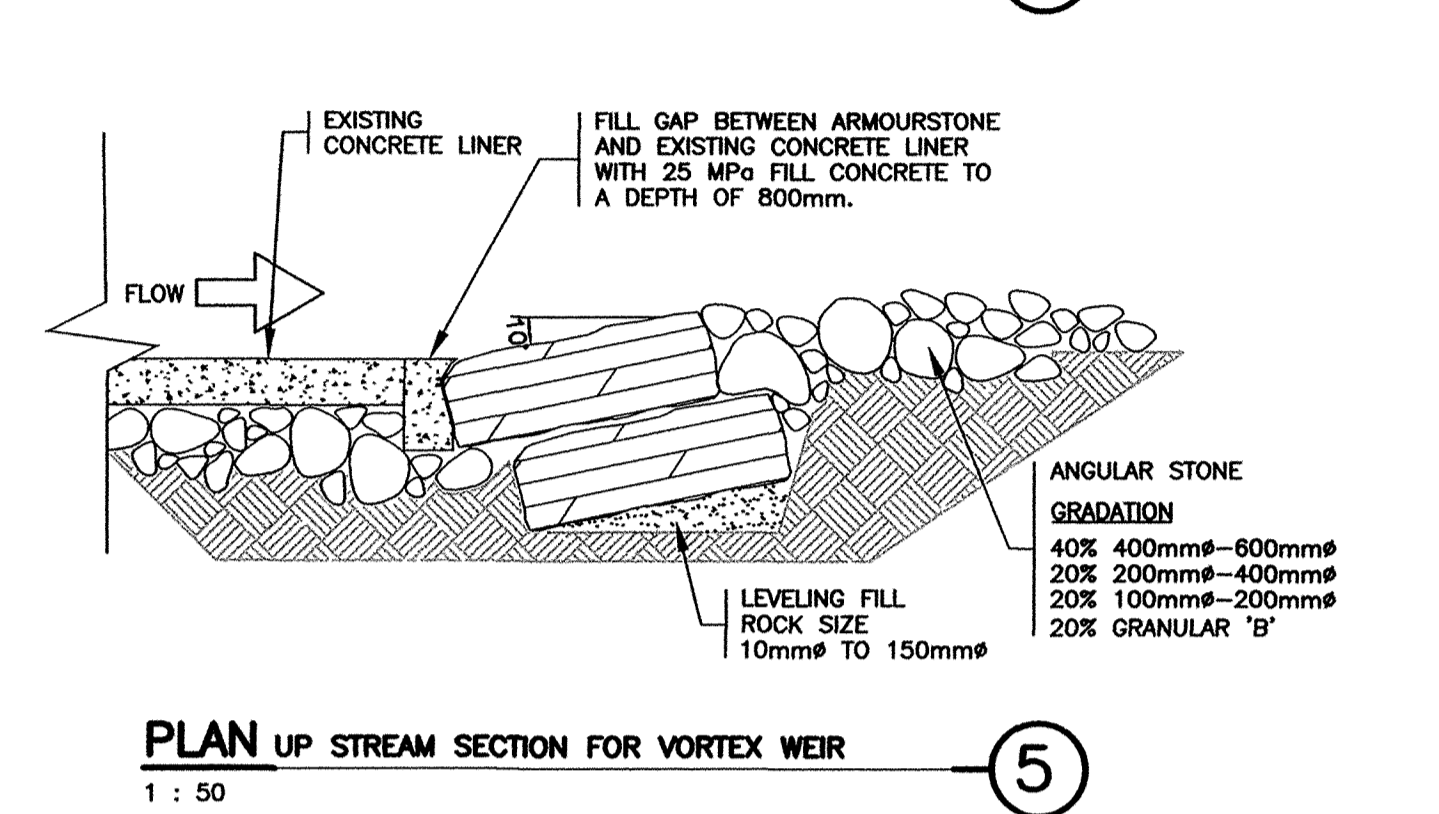 EXISTING
CONCRETE LINER
FILL GAP BETWEEN ARMOURSTONE
AND EXISTING CONCRETE LINER
WITH 25 MPa FILL CONCRETE TO
A DEPTH OF 800mm.
FLOW
10°
ANGULAR STONE
GRADATION
40% 400mmø–600mmø
20% 200mmø–400mmø
20% 100mmø–200mmø
20% GRANULAR 'B'
LEVELING FILL
ROCK SIZE
10mmø TO 150mmø
PLAN UP STREAM SECTION FOR VORTEX WEIR
5
1 : 50